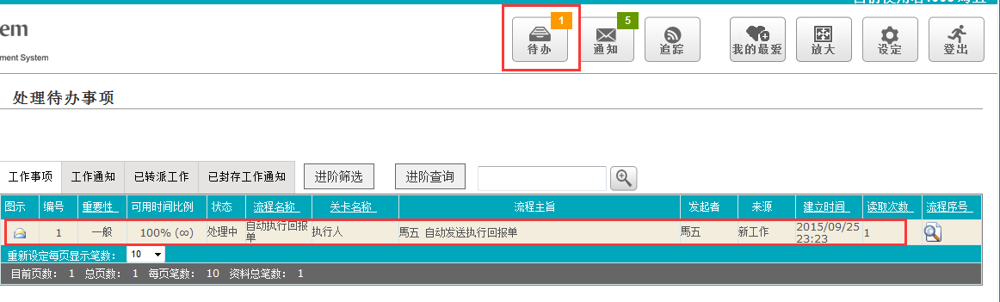 em
ment System
1
5
待办
通知
追踪
我的最爱
放大
设定
登出
处理待办事项
工作事项 工作通知 已转派工作 已封存工作通知 进阶筛选 进阶查询
图示 编号 重要性 可用时间比例 状态 流程名称 关卡名称 流程主旨 发起者 来源 建立时间 读取次数 流程序号
1 一般 100% (∞) 处理中 自动执行回报单 执行人 馬五 自动发送执行回报单 馬五 新工作 2015/09/25 23:23 1
重新设定每页显示笔数： 10
目前页数： 1 总页数： 1 每页笔数： 10 资料总笔数： 1